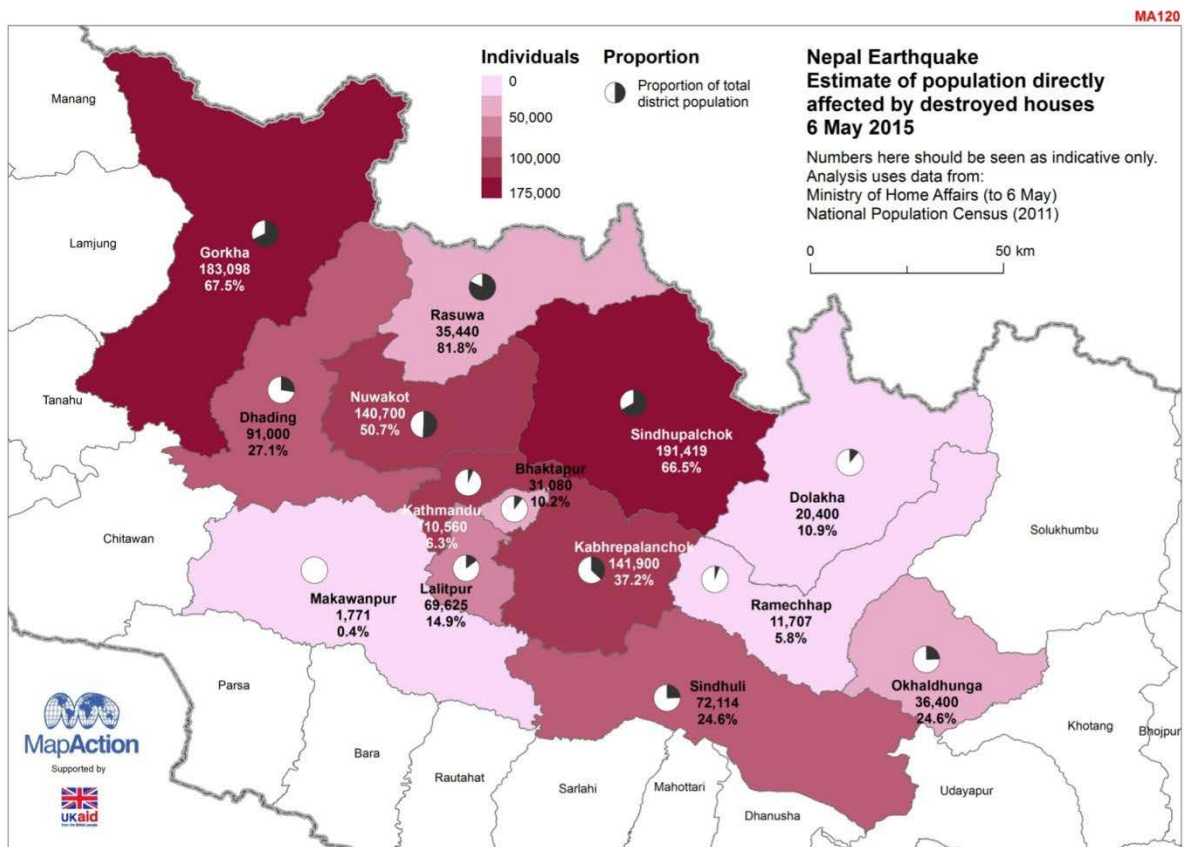 MA120
Nepal Earthquake
Estimate of population directly
affected by destroyed houses
6 May 2015
Numbers here should be seen as indicative only.
Analysis uses data from:
Ministry of Home Affairs (to 6 May)
National Population Census (2011)
0 50 km
Individuals
0
50,000
100,000
175,000
Proportion
Proportion of total
district population
Manang
Lamjung
Tanahu
Chitawan
Parsa
Bara
Rautahat
Sarlahi
Mahottari
Dhanusha
Udayapur
Khotang
Bhojpur
Solukhumbu
Gorkha
183,098
67.5%
Rasuwa
35,440
81.8%
Dhading
91,000
27.1%
Nuwakot
140,700
50.7%
Sindhupalchok
191,419
66.5%
Bhaktapur
31,080
10.2%
Kathmandu
110,560
6.3%
Dolakha
20,400
10.9%
Kabhrepalanchok
141,900
37.2%
Makawanpur
1,771
0.4%
Lalitpur
69,625
14.9%
Ramechhap
11,707
5.8%
Sindhuli
72,114
24.6%
Okhaldhunga
36,400
24.6%
MapAction
Supported by
UKaid
from the British people